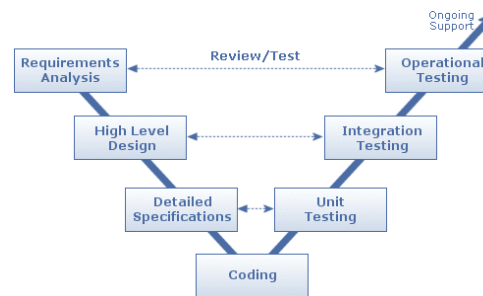 Ongoing
Support
Review/Test
Requirements
Analysis
Operational
Testing
High Level
Design
Integration
Testing
Detailed
Specifications
Unit
Testing
Coding